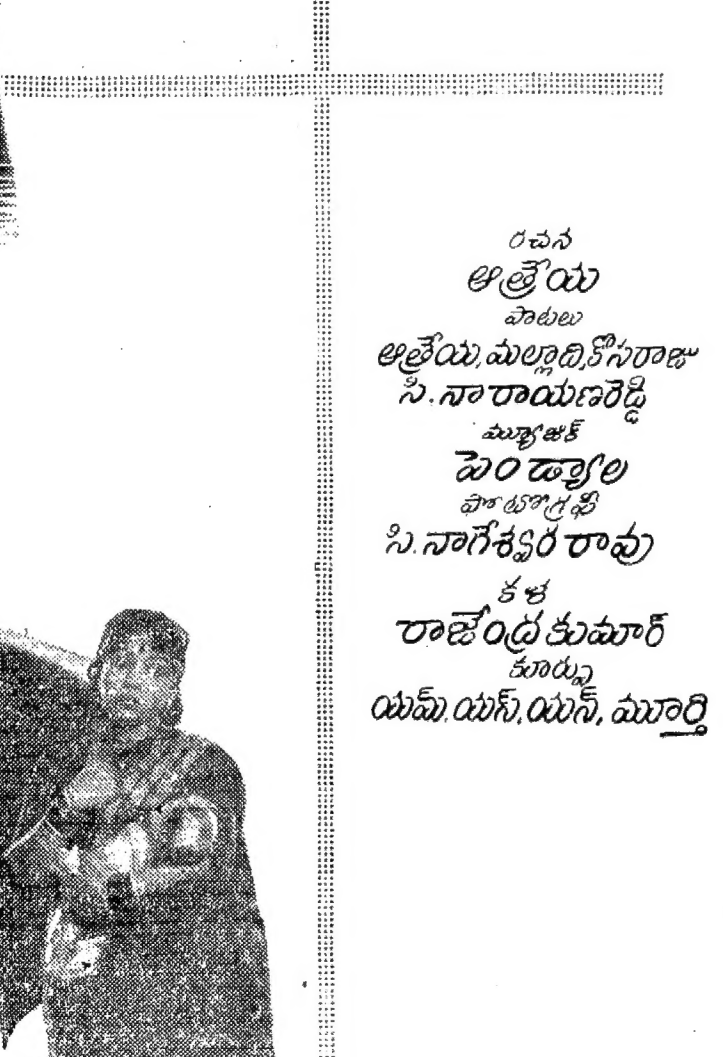 రచన
ఆత్రేయ
పాటలు
ఆత్రేయ, మల్లాది, కొసరాజు
సి. నారాయణరెడ్డి
మ్యూజిక్
పెండ్యాల
ఫోటోగ్రఫీ
సి. నాగేశ్వర రావు
కళ
రాజేంద్ర కుమార్
కూర్పు
యమ్. యస్. యన్. మూర్తి